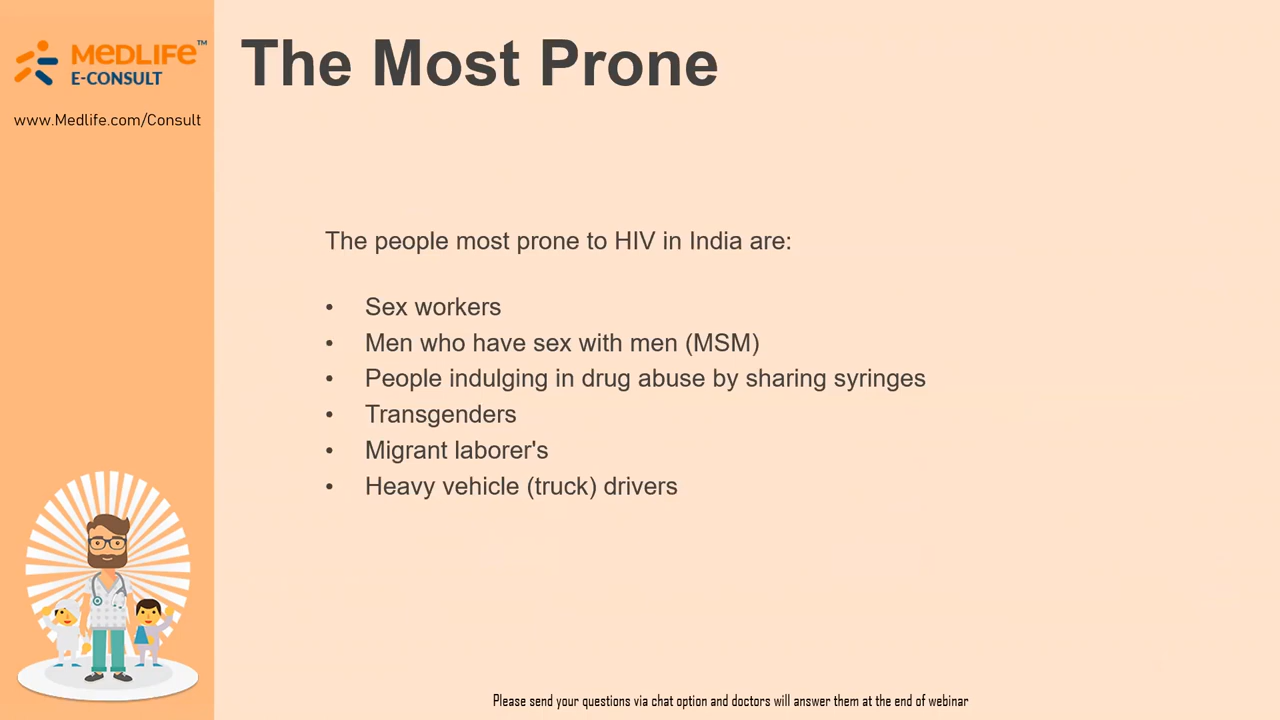 MEDLIFE™
E-CONSULT
www.Medlife.com/Consult
The Most Prone
The people most prone to HIV in India are:
• Sex workers
• Men who have sex with men (MSM)
• People indulging in drug abuse by sharing syringes
• Transgenders
• Migrant laborer's
• Heavy vehicle (truck) drivers
Please send your questions via chat option and doctors will answer them at the end of webinar